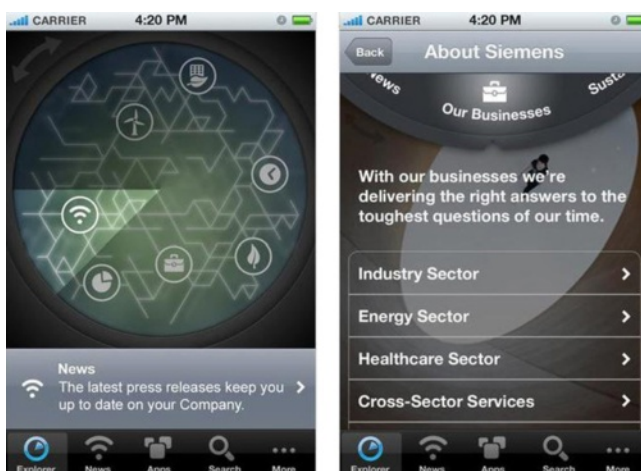 CARRIER 4:20 PM
News
The latest press releases keep you
up to date on your Company.
Explorer News Apps Search More
CARRIER 4:20 PM
Back About Siemens
News Our Businesses Susta
With our businesses we're
delivering the right answers to the
toughest questions of our time.
Industry Sector
Energy Sector
Healthcare Sector
Cross-Sector Services
Explorer News Apps Search More